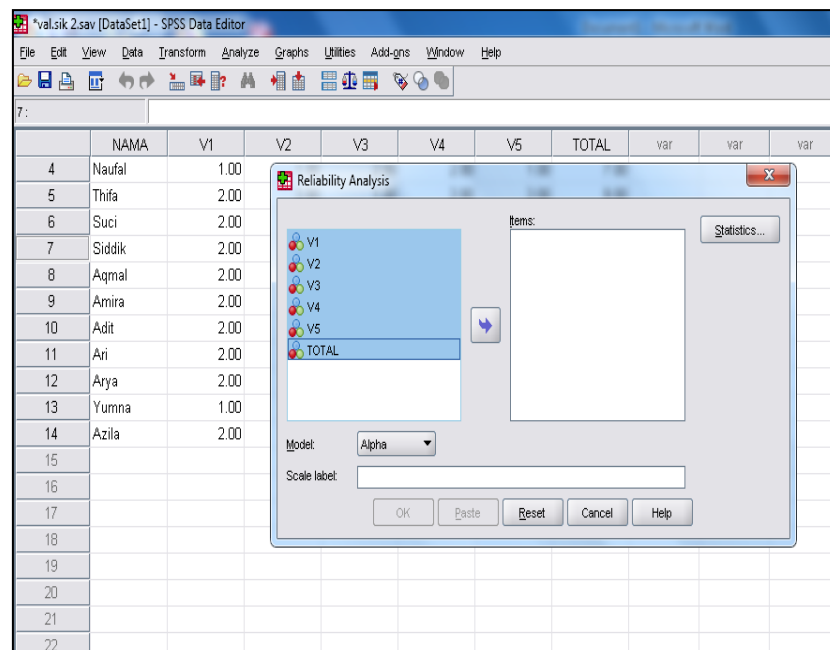 *val.sik 2.sav [DataSet1] - SPSS Data Editor
File Edit View Data Transform Analyze Graphs Utilities Add-ons Window Help
7 :
NAMA V1 V2 V3 V4 V5 TOTAL var var var
4 Naufal 1.00
5 Thifa 2.00
6 Suci 2.00
7 Siddik 2.00
8 Aqmal 2.00
9 Amira 2.00
10 Adit 2.00
11 Ari 2.00
12 Arya 2.00
13 Yumna 1.00
14 Azila 2.00
15
16
17
18
19
20
21
22
Reliability Analysis
Items:
Statistics...
V1
V2
V3
V4
V5
TOTAL
Model: Alpha
Scale label:
OK Paste Reset Cancel Help